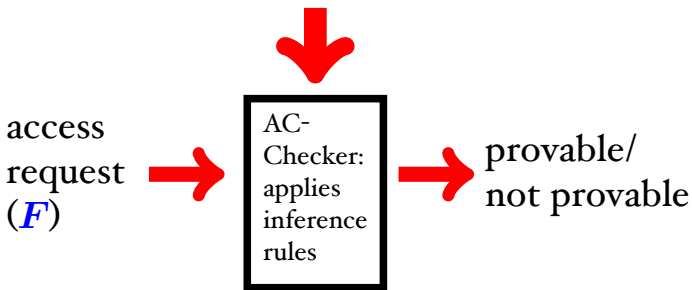 access
request
(F)
AC-
Checker:
applies
inference
rules
provable/
not provable